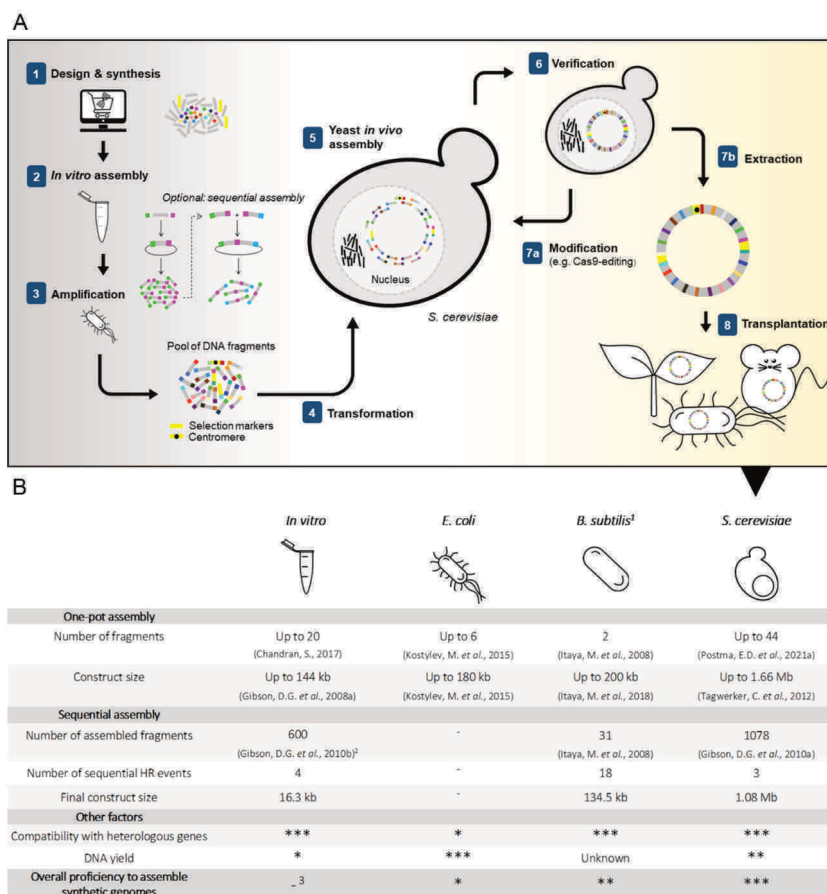 A
1 Design & synthesis
2 In vitro assembly
Optional: sequential assembly
3 Amplification
Pool of DNA fragments
Selection markers
Centromere
4 Transformation
5 Yeast in vivo
assembly
Nucleus
S. cerevisiae
6 Verification
7a Modification
(e.g. Cas9-editing)
7b Extraction
8 Transplantation
B
In vitro E. coli B. subtilis1 S. cerevisiae
One-pot assembly
Number of fragments Up to 20 Up to 6 2 Up to 44
(Chandran, S., 2017) (Kostylev, M. et al., 2015) (Itaya, M. et al., 2008) (Postma, E.D. et al., 2021a)
Construct size Up to 144 kb Up to 180 kb Up to 200 kb Up to 1.66 Mb
(Gibson, D.G. et al., 2008a) (Kostylev, M. et al., 2015) (Itaya, M. et al., 2018) (Tagwerker, C. et al., 2012)
Sequential assembly
Number of assembled fragments 600 - 31 1078
(Gibson, D.G. et al., 2010b)2 (Itaya, M. et al., 2008) (Gibson, D.G. et al., 2010a)
Number of sequential HR events 4 - 18 3
Final construct size 16.3 kb - 134.5 kb 1.08 Mb
Other factors
Compatibility with heterologous genes *** * *** ***
DNA yield * *** Unknown **
Overall proficiency to assemble
synthetic genomes - 3 * ** ***